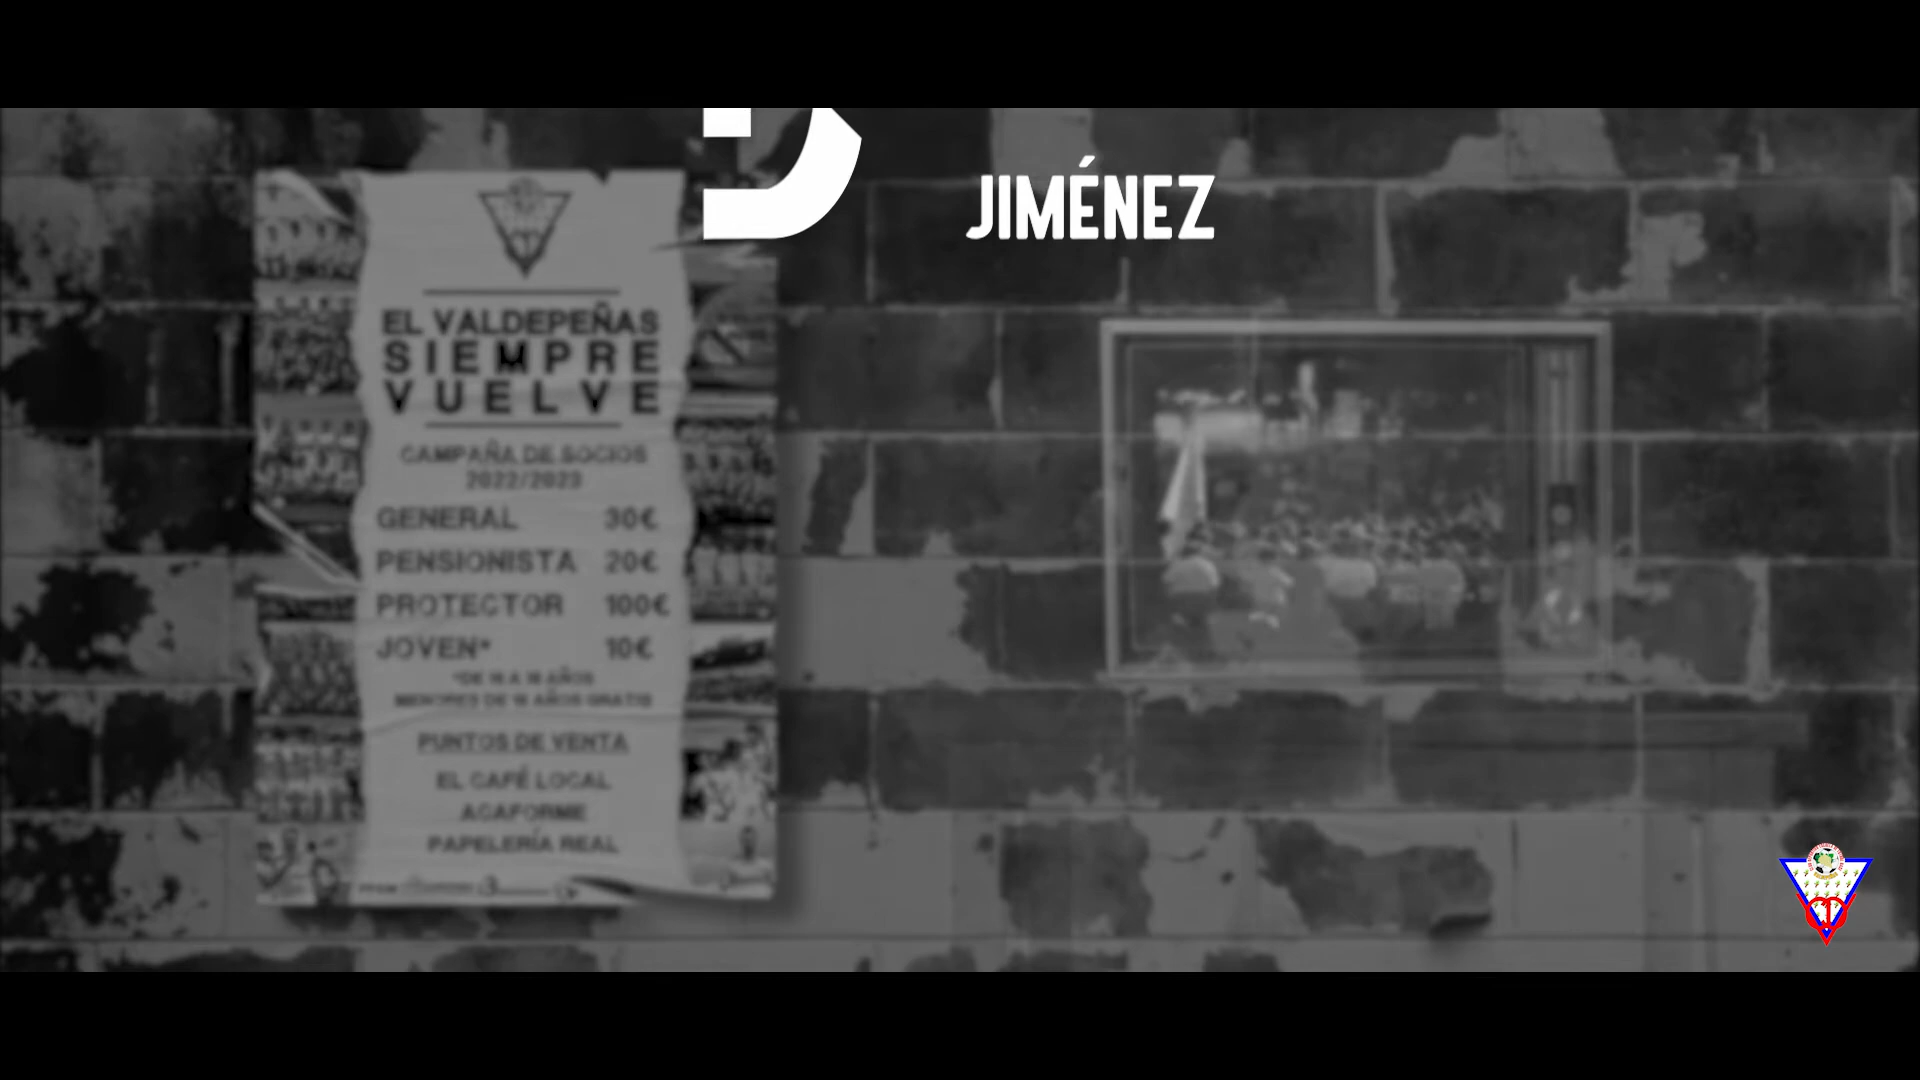 JIMÉNEZ
EL VALDEPEÑAS
SIEMPRE
VUELVE
CAMPAÑA DE SOCIOS
2022/2023
GENERAL 30€
PENSIONISTA 20€
PROTECTOR 100€
JOVEN* 10€
PUNTOS DE VENTA
EL CAFÉ LOCAL
ACAFORME
PAPELERÍA REAL